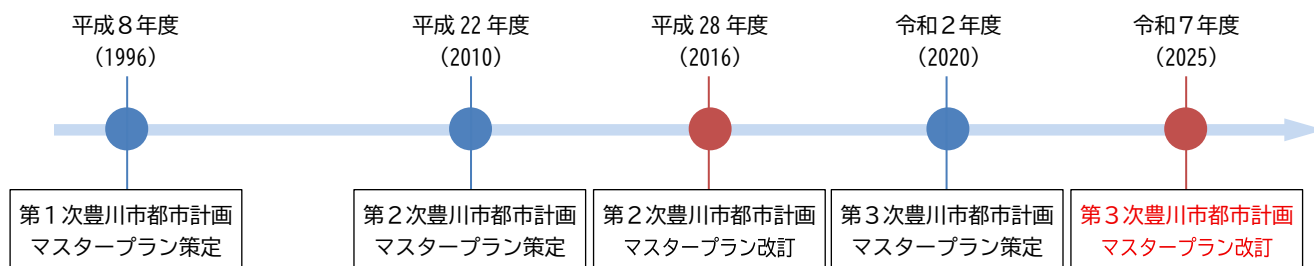 平成８年度
（1996）
平成 22 年度
（2010）
平成 28 年度
（2016）
令和２年度
（2020）
令和７年度
（2025）
第１次豊川市都市計画
マスタープラン策定
第２次豊川市都市計画
マスタープラン策定
第２次豊川市都市計画
マスタープラン改訂
第３次豊川市都市計画
マスタープラン策定
第３次豊川市都市計画
マスタープラン改訂